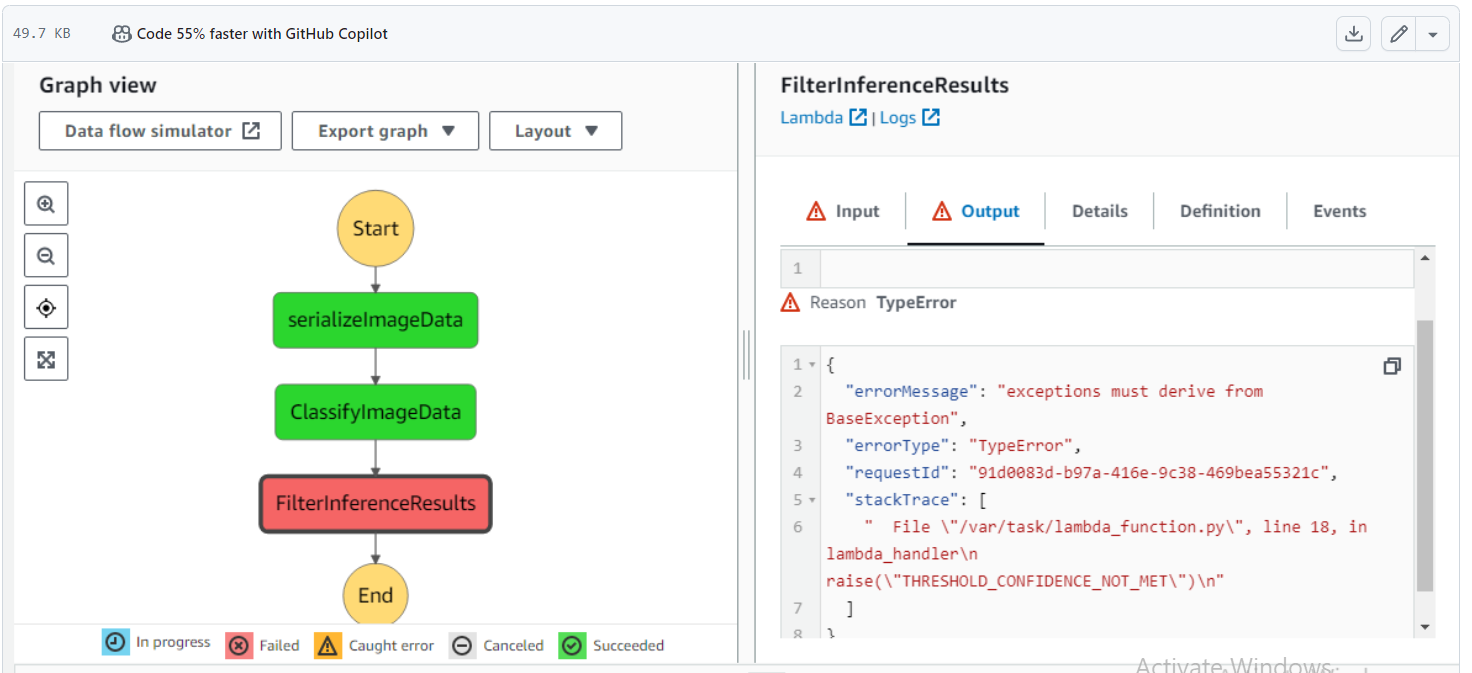 49.7 KB
Code 55% faster with GitHub Copilot
Graph view
Data flow simulator
Export graph
Layout
Start
serializeImageData
ClassifyImageData
FilterInferenceResults
End
In progress
Failed
Caught error
Canceled
Succeeded
FilterInferenceResults
Lambda | Logs
Input
Output
Details
Definition
Events
1
Reason TypeError
1 {
2 "errorMessage": "exceptions must derive from
BaseException",
3 "errorType": "TypeError",
4 "requestId": "91d0083d-b97a-416e-9c38-469bea55321c",
5 "stackTrace": [
6 "  File \"/var/task/lambda_function.py\", line 18, in
lambda_handler\n
raise(\"THRESHOLD_CONFIDENCE_NOT_MET\")\n"
7 ]
8 }
Activate Windows